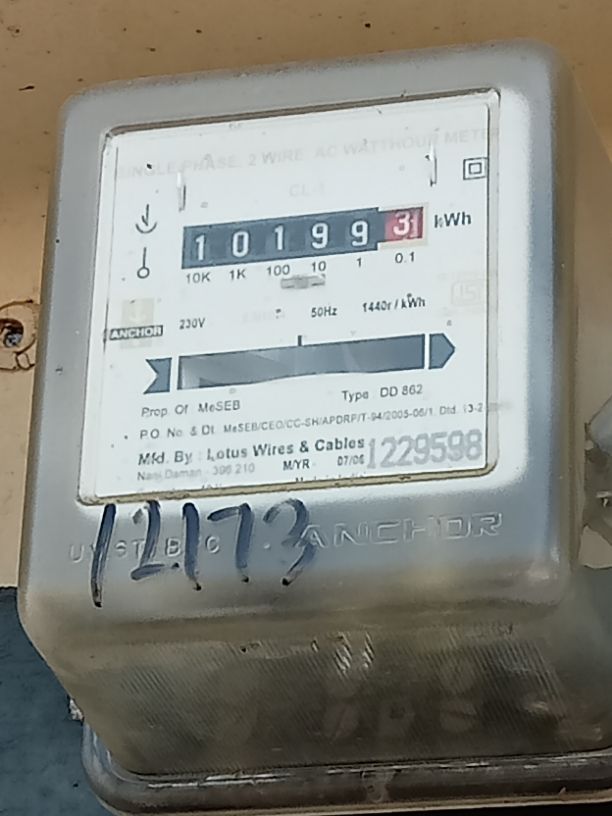 SINGLE PHASE, 2 WIRE AC WATTHOUR METER
CL-1
1 0 1 9 9 3 kWh
10K 1K 100 10 1 0.1
ANCHOR 230V 50Hz 1440r / kWh
Prop. Of MeSEB Type DD 862
P.O. No. & Dt. MeSEB/CEO/CC-SH/APDRP/T-94/2005-06/1, Dtd.
Mfd. By : Lotus Wires & Cables 1229598
Nani Daman - 396 210 M/YR - 07/06
12173
ANCHOR